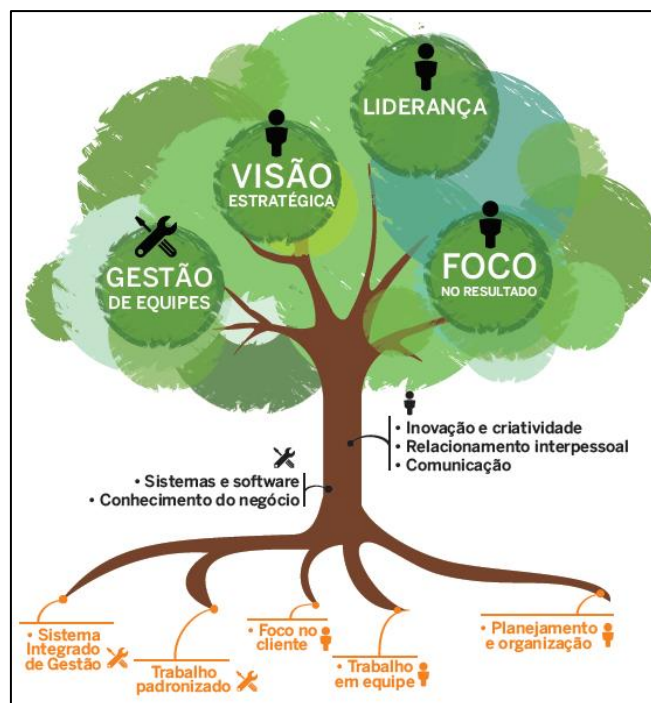 LIDERANÇA
VISÃO
ESTRATÉGICA
GESTÃO
DE EQUIPES
FOCO
NO RESULTADO
• Inovação e criatividade
• Relacionamento interpessoal
• Comunicação
• Sistemas e software
• Conhecimento do negócio
• Sistema
Integrado
de Gestão
Trabalho
padronizado
• Foco no
cliente
• Trabalho
em equipe
• Planejamento
e organização